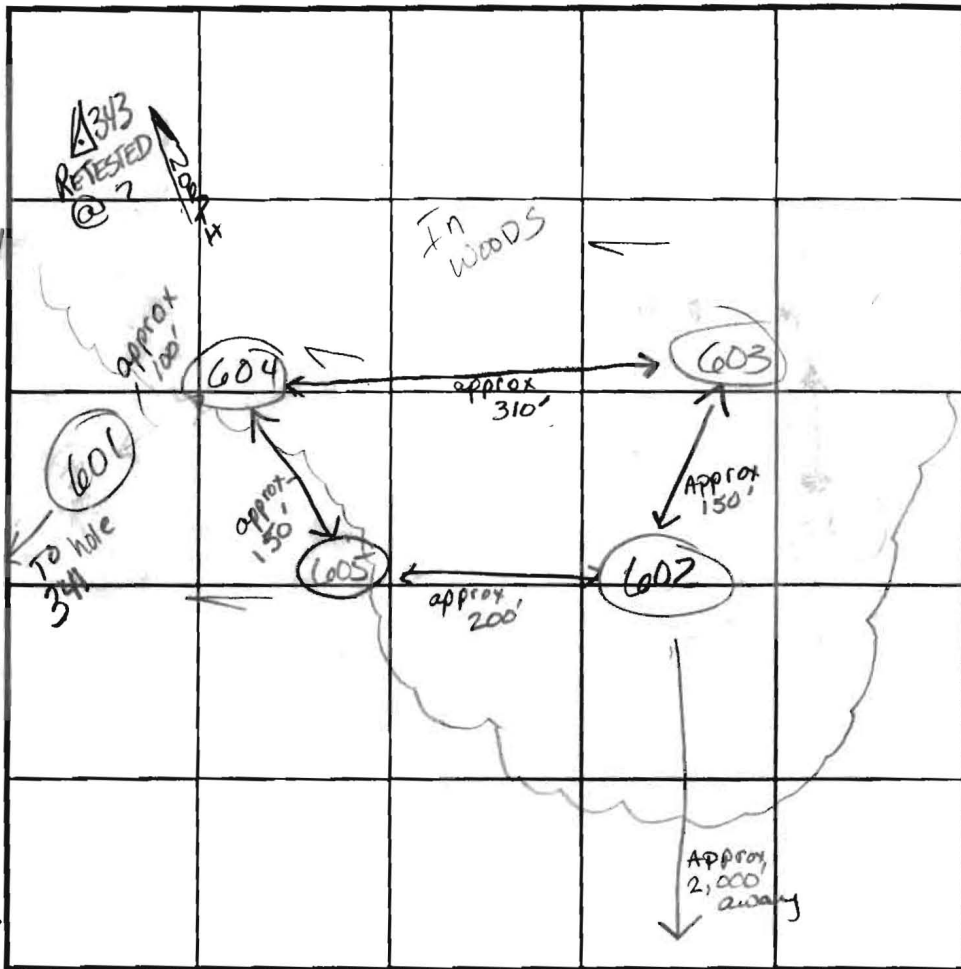 343
RETESTED
@ 7
200'
In
WOODS
approx
100'
604
603
approx
310'
601
To hole
approx
150'
Approx
150'
605
602
approx
200'
Approx
2,000'
away